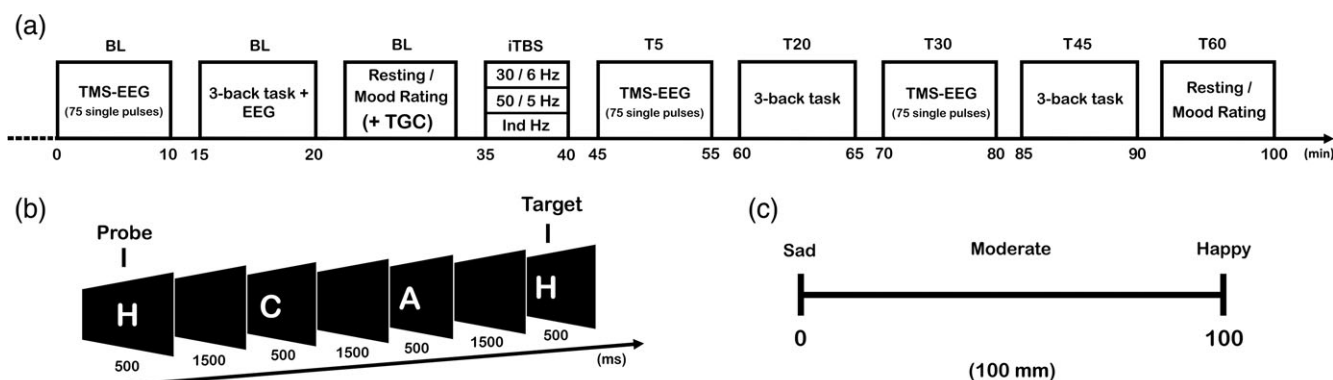 (a)
BL BL BL iTBS T5 T20 T30 T45 T60
TMS-EEG
(75 single pulses)
3-back task +
EEG
Resting /
Mood Rating
(+ TGC)
30 / 6 Hz
50 / 5 Hz
Ind Hz
TMS-EEG
(75 single pulses)
3-back task
TMS-EEG
(75 single pulses)
3-back task
Resting /
Mood Rating
0 10 15 20 35 40 45 55 60 65 70 80 85 90 100 (min)
(b)
Target
Probe
H C A H
500 1500 500 1500 500 1500 500
(ms)
(c)
Sad Moderate Happy
0 100
(100 mm)